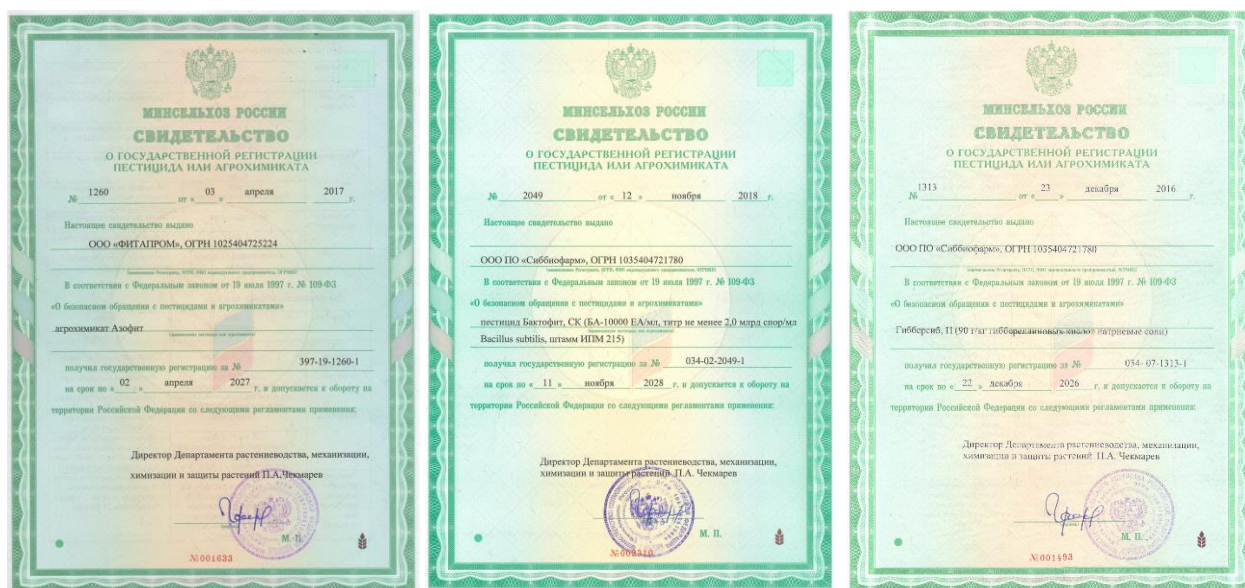 МИНСЕЛЬХОЗ РОССИИ
СВИДЕТЕЛЬСТВО
О ГОСУДАРСТВЕННОЙ РЕГИСТРАЦИИ
ПЕСТИЦИДА ИЛИ АГРОХИМИКАТА
№ 1260 от « 03 » апреля 2017 г.
Настоящее свидетельство выдано
ООО «ФИТАПРОМ», ОГРН 1025404725224
В соответствии с Федеральным законом от 19 июля 1997 г. № 109-ФЗ
«О безопасном обращении с пестицидами и агрохимикатами»
агрохимикат Азофит
получил государственную регистрацию за № 397-19-1260-1
на срок по « 02 » апреля 2027 г. и допускается к обороту на
территории Российской Федерации со следующими регламентами применения:
Директор Департамента растениеводства, механизации,
химизации и защиты растений П.А.Чекмарев
М. П.
№001633
МИНСЕЛЬХОЗ РОССИИ
СВИДЕТЕЛЬСТВО
О ГОСУДАРСТВЕННОЙ РЕГИСТРАЦИИ
ПЕСТИЦИДА ИЛИ АГРОХИМИКАТА
№ 2049 от « 12 » ноября 2018 г.
Настоящее свидетельство выдано
ООО ПО «Сиббиофарм», ОГРН 1035404721780
В соответствии с Федеральным законом от 19 июля 1997 г. № 109-ФЗ
«О безопасном обращении с пестицидами и агрохимикатами»
пестицид Бактофит, СК (БА-10000 ЕА/мл, титр не менее 2,0 млрд спор/мл
Bacillus subtilis, штамм ИПМ 215)
получил государственную регистрацию за № 034-02-2049-1
на срок по « 11 » ноября 2028 г. и допускается к обороту на
территории Российской Федерации со следующими регламентами применения:
Директор Департамента растениеводства, механизации,
химизации и защиты растений П.А. Чекмарев
М. П.
МИНСЕЛЬХОЗ РОССИИ
СВИДЕТЕЛЬСТВО
О ГОСУДАРСТВЕННОЙ РЕГИСТРАЦИИ
ПЕСТИЦИДА ИЛИ АГРОХИМИКАТА
№ 1313 от « 23 » декабря 2016 г.
Настоящее свидетельство выдано
ООО ПО «Сиббиофарм», ОГРН 1035404721780
В соответствии с Федеральным законом от 19 июля 1997 г. № 109-ФЗ
«О безопасном обращении с пестицидами и агрохимикатами»
Гибберсиб, П (90 г/кг гиббереллиновых кислот натриевые соли)
получил государственную регистрацию за № 034-07-1313-1
на срок по « 22 » декабря 2026 г. и допускается к обороту на
территории Российской Федерации со следующими регламентами применения:
Директор Департамента растениеводства, механизации,
химизации и защиты растений П.А. Чекмарев
М. П.
№001493